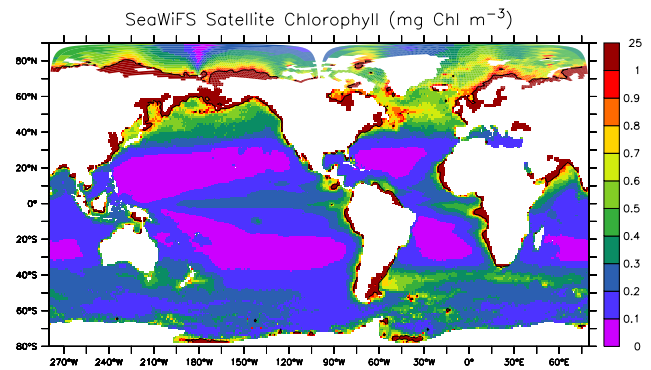 SeaWiFS Satellite Chlorophyll (mg Chl m⁻³)
80°N
60°N
40°N
20°N
0°
20°S
40°S
60°S
80°S
270°W 240°W 210°W 180°W 150°W 120°W 90°W 60°W 30°W 0° 30°E 60°E
25
1
0.9
0.8
0.7
0.6
0.5
0.4
0.3
0.2
0.1
0